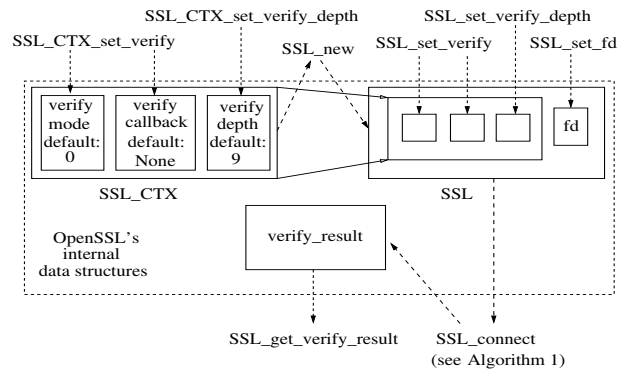 SSL_CTX_set_verify_depth
SSL_set_verify_depth
SSL_CTX_set_verify
SSL_new
SSL_set_verify
SSL_set_fd
verify
mode
default:
0
verify
callback
default:
None
verify
depth
default:
9
fd
SSL_CTX
SSL
OpenSSL's
internal
data structures
verify_result
SSL_get_verify_result
SSL_connect
(see Algorithm 1)